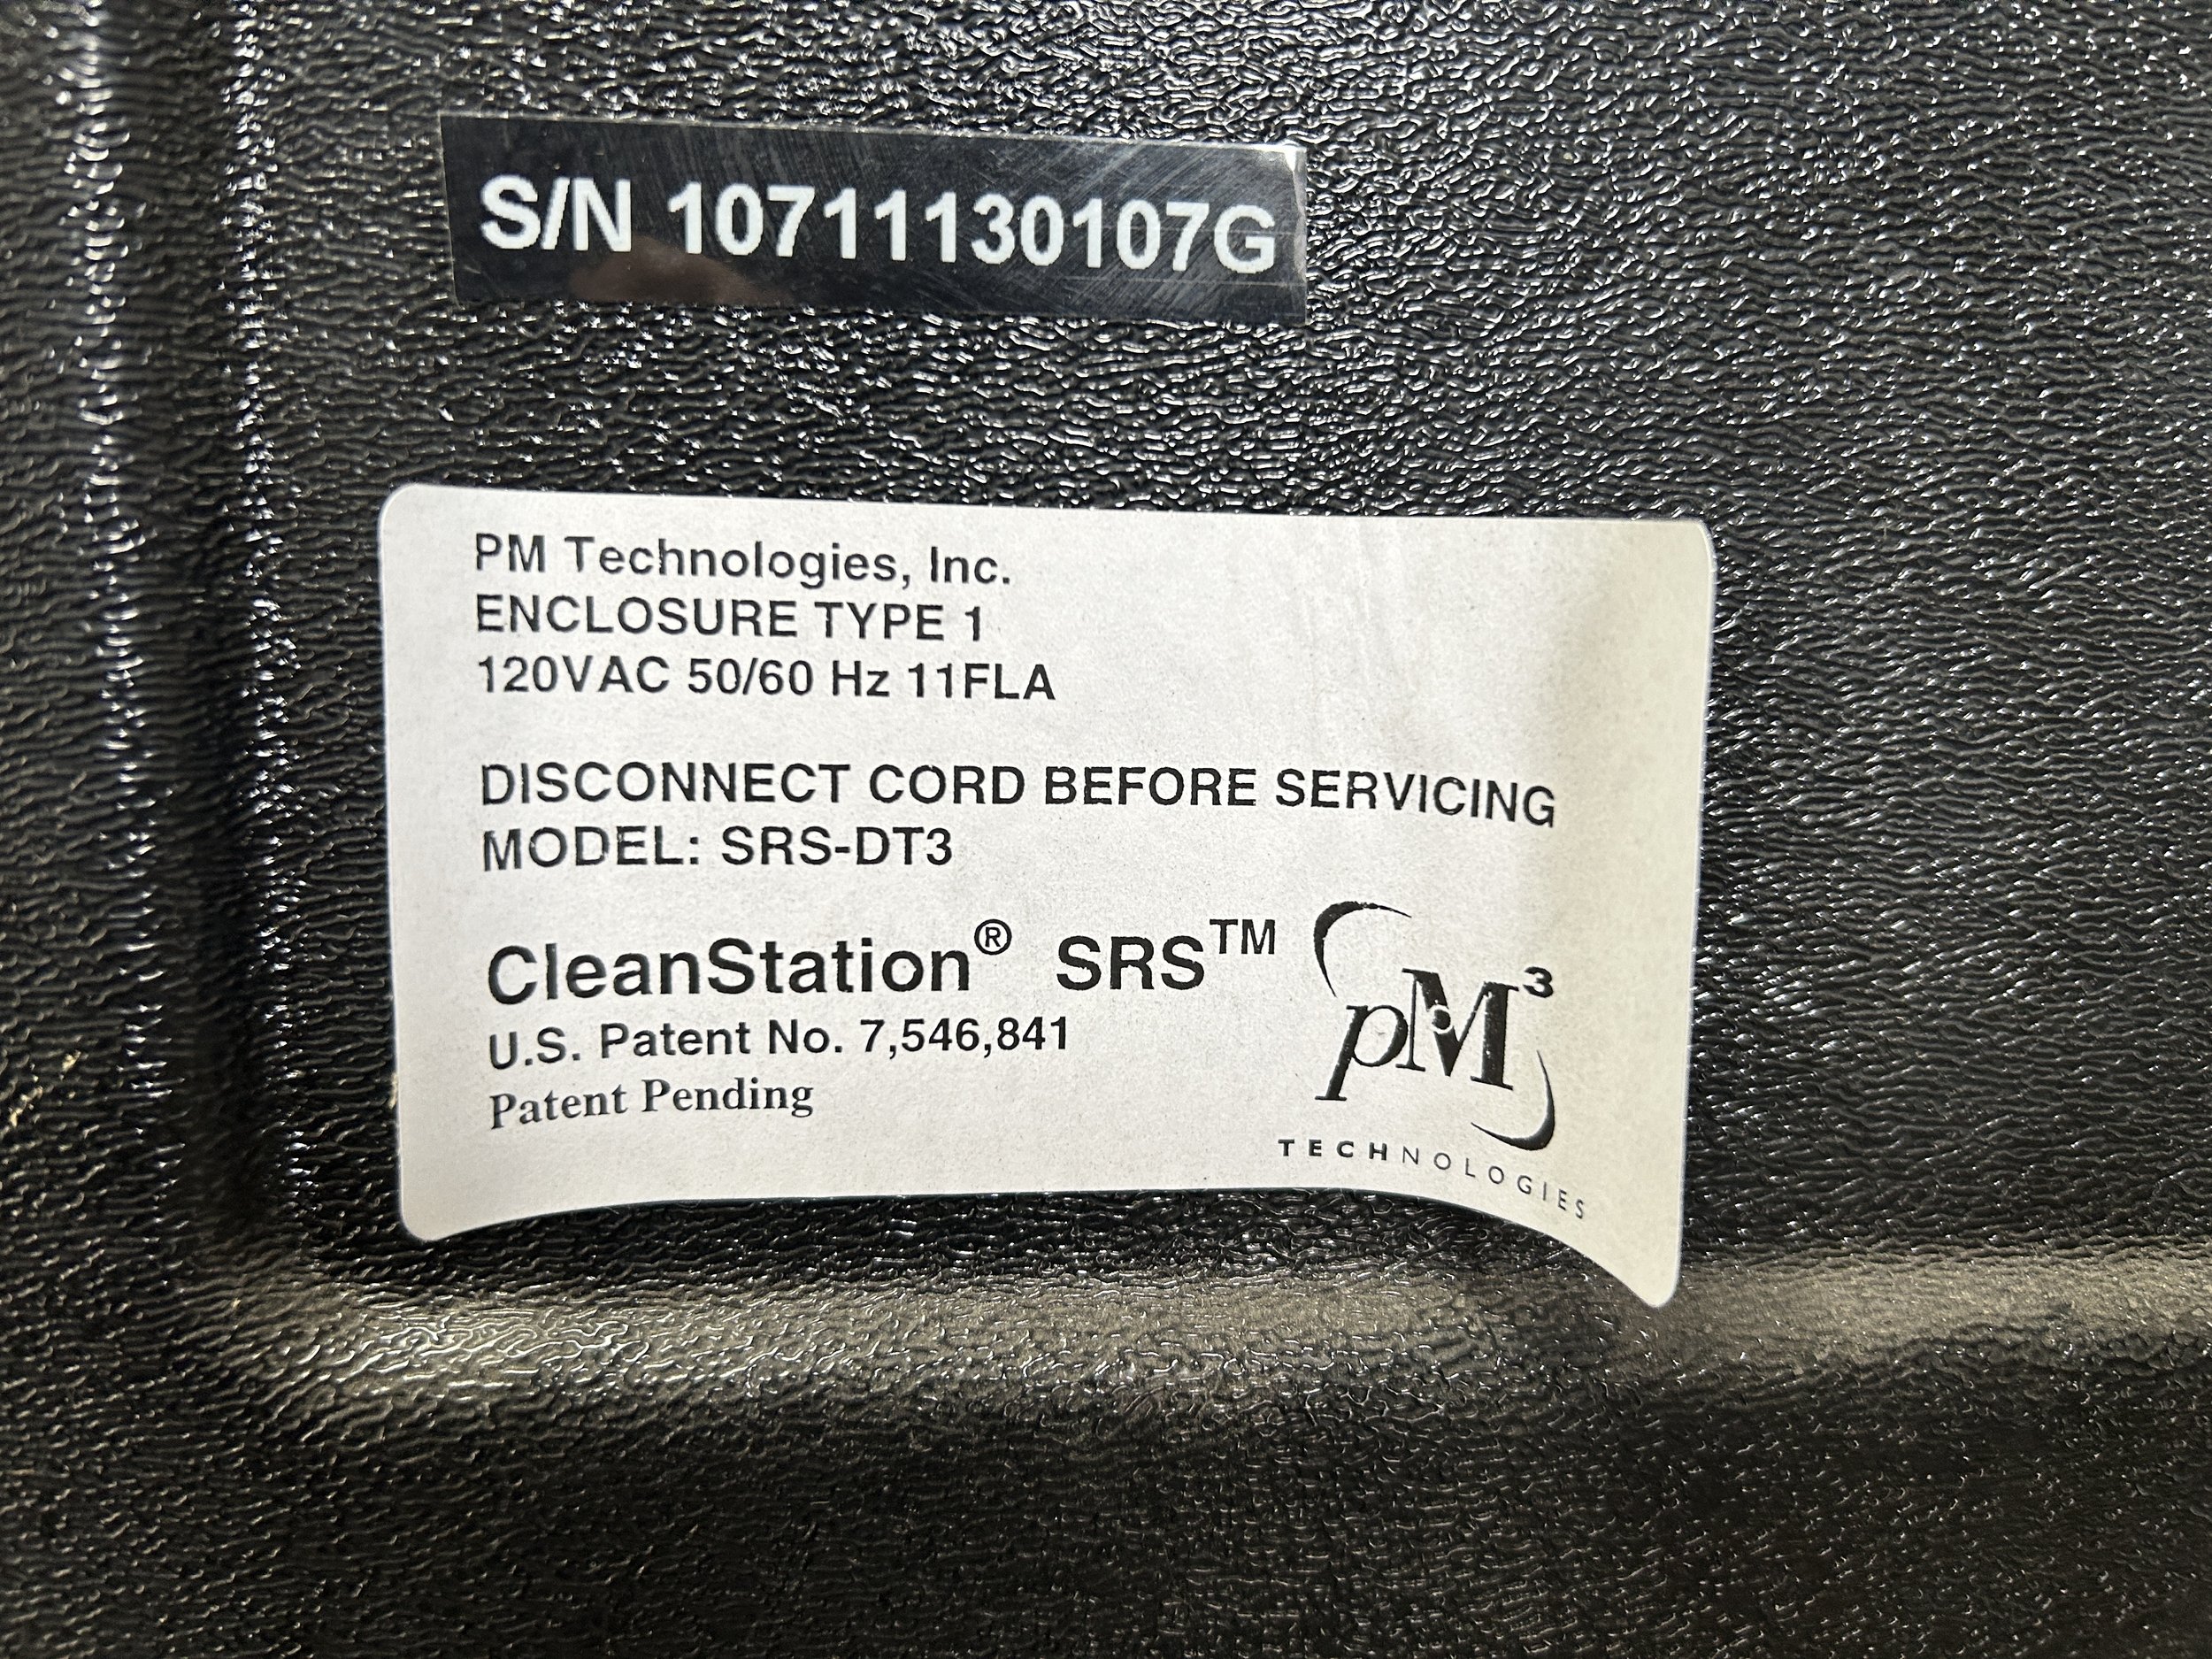 S/N 10711130107G
PM Technologies, Inc.
ENCLOSURE TYPE 1
120VAC 50/60 Hz 11FLA
DISCONNECT CORD BEFORE SERVICING
MODEL: SRS-DT3
CleanStation® SRS™
U.S. Patent No. 7,546,841
Patent Pending
pM³
TECHNOLOGIES